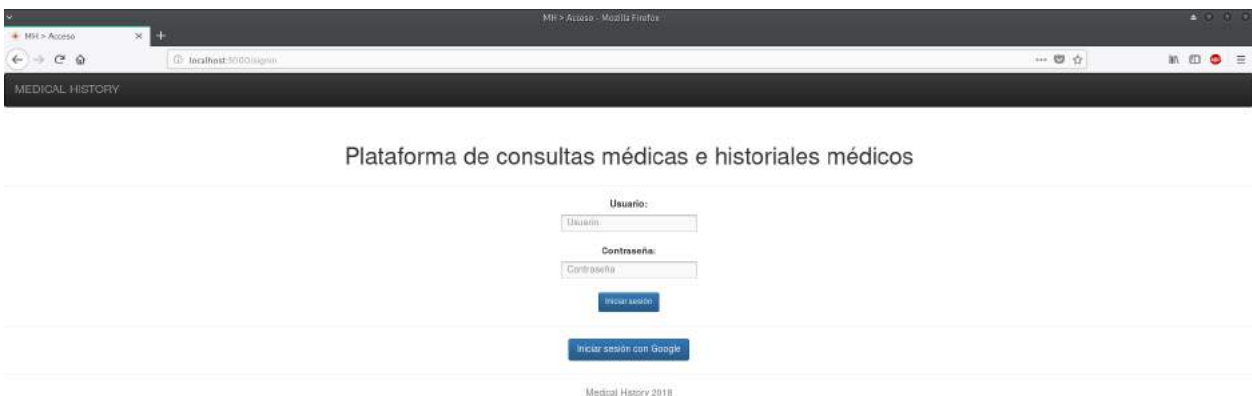 MH > Acceso - Mozilla Firefox
MH > Acceso
localhost:5000/signin
MEDICAL HISTORY
Plataforma de consultas médicas e historiales médicos
Usuario:
Usuario
Contraseña:
Contraseña
Iniciar sesión
Iniciar sesión con Google
Medical History 2018